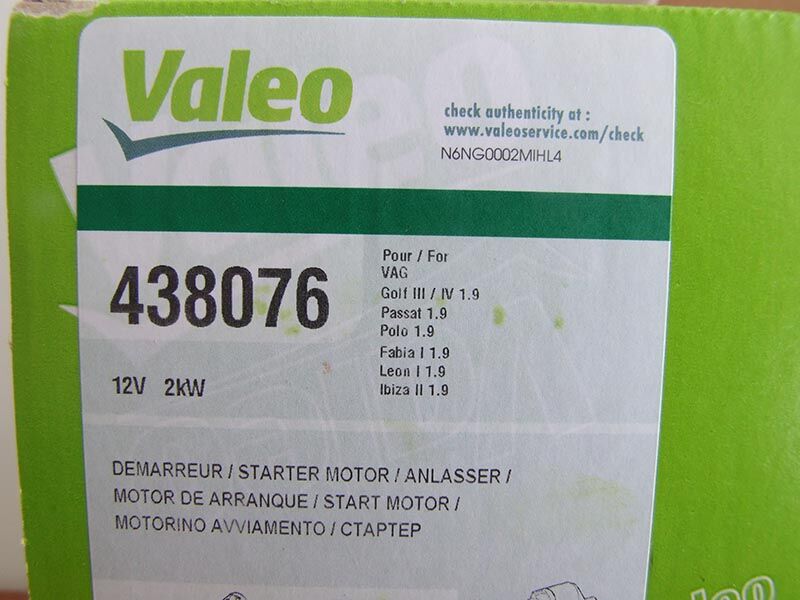 Valeo
check authenticity at :
www.valeoservice.com/check
N6NG0002MIHL4
438076
Pour / For
VAG
Golf III / IV 1.9
Passat 1.9
Polo 1.9
Fabia I 1.9
Leon I 1.9
Ibiza II 1.9
12V 2kW
DEMARREUR / STARTER MOTOR / ANLASSER /
MOTOR DE ARRANQUE / START MOTOR /
MOTORINO AVVIAMENTO / СТАРТЕР